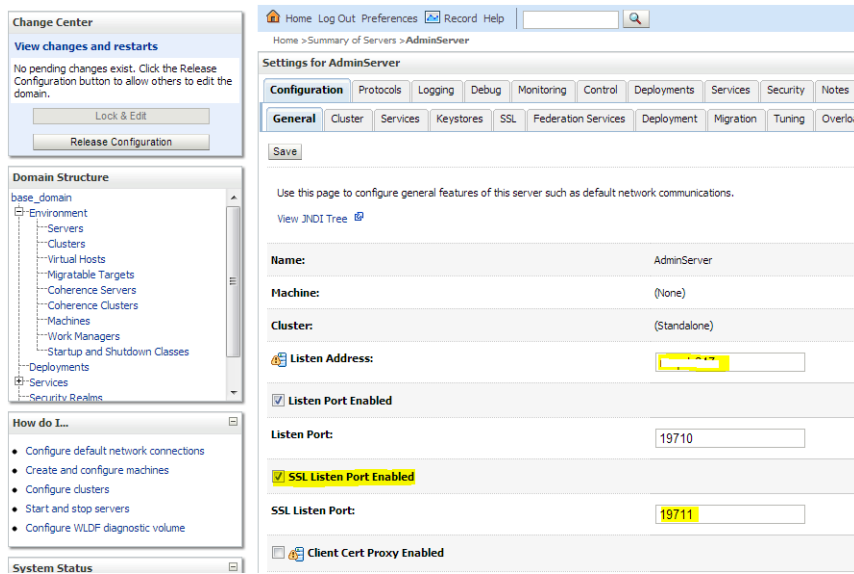 Change Center
View changes and restarts
No pending changes exist. Click the Release
Configuration button to allow others to edit the
domain.
Lock & Edit
Release Configuration
Domain Structure
base_domain
Environment
Servers
Clusters
Virtual Hosts
Migratable Targets
Coherence Servers
Coherence Clusters
Machines
Work Managers
Startup and Shutdown Classes
Deployments
Services
Security Realms
How do I...
Configure default network connections
Create and configure machines
Configure clusters
Start and stop servers
Configure WLDF diagnostic volume
System Status
Home Log Out Preferences Record Help
Home >Summary of Servers >AdminServer
Settings for AdminServer
Configuration Protocols Logging Debug Monitoring Control Deployments Services Security Notes
General Cluster Services Keystores SSL Federation Services Deployment Migration Tuning
Save
Use this page to configure general features of this server such as default network communications.
View JNDI Tree
Name: AdminServer
Machine: (None)
Cluster: (Standalone)
Listen Address:
Listen Port Enabled
Listen Port: 19710
SSL Listen Port Enabled
SSL Listen Port: 19711
Client Cert Proxy Enabled